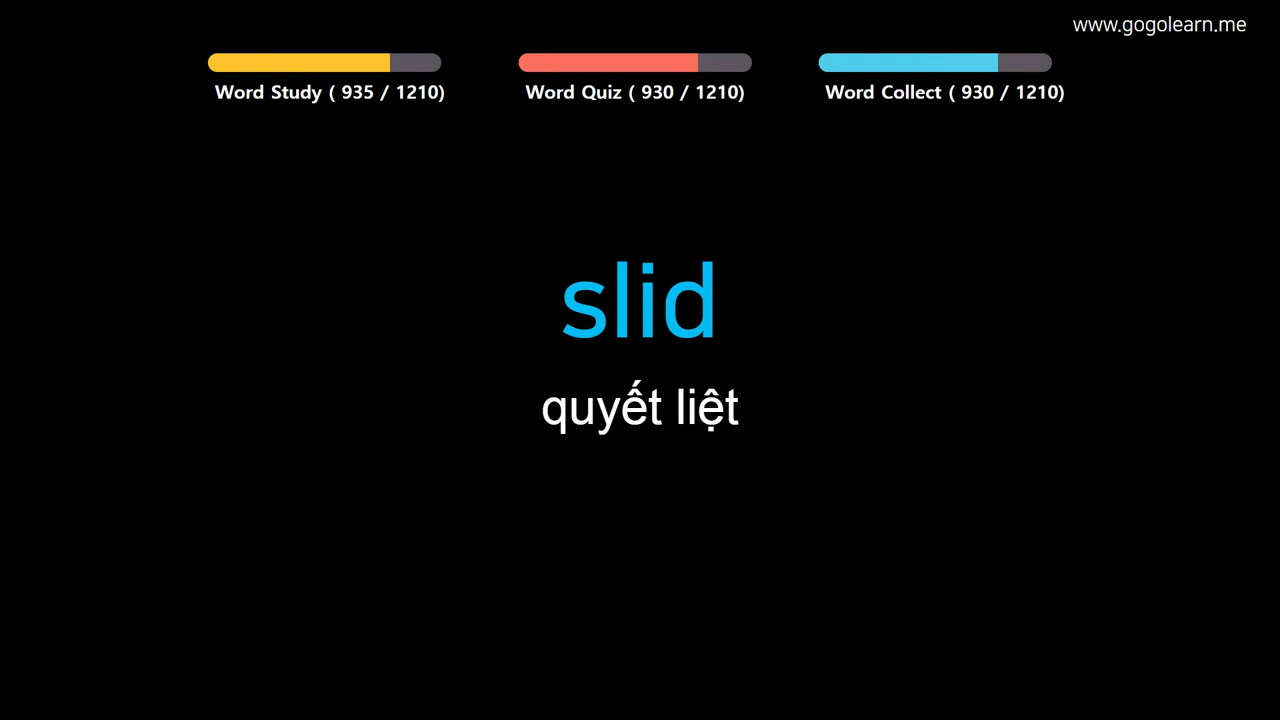 www.gogolearn.me
Word Study ( 935 / 1210)
Word Quiz ( 930 / 1210)
Word Collect ( 930 / 1210)
slid
quyết liệt